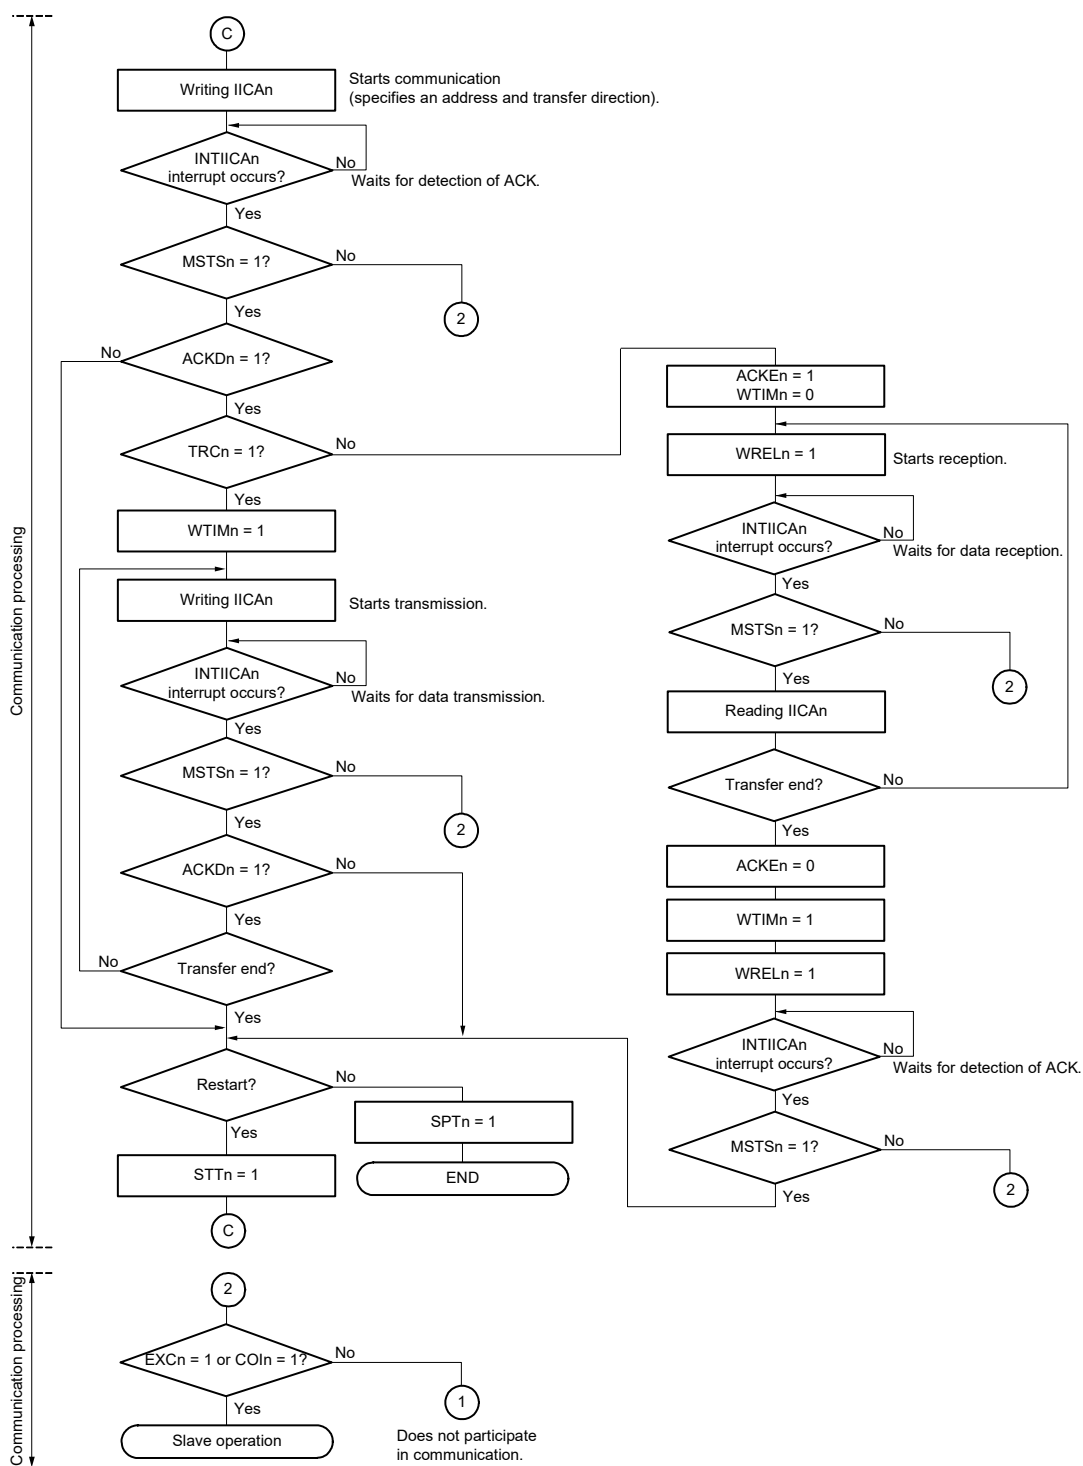 C
Writing IICAn
Starts communication
(specifies an address and transfer direction).
INTIICAn
interrupt occurs?
No
Waits for detection of ACK.
Yes
MSTSn = 1?
No
2
Yes
ACKDn = 1?
No
Yes
TRCn = 1?
No
Yes
WTIMn = 1
Writing IICAn
Starts transmission.
INTIICAn
interrupt occurs?
No
Waits for data transmission.
Yes
MSTSn = 1?
No
2
Yes
ACKDn = 1?
No
Yes
Transfer end?
No
Yes
Restart?
No
SPTn = 1
END
Yes
STTn = 1
C
ACKEn = 1
WTIMn = 0
WRELn = 1
Starts reception.
INTIICAn
interrupt occurs?
No
Waits for data reception.
Yes
MSTSn = 1?
No
2
Yes
Reading IICAn
Transfer end?
No
Yes
ACKEn = 0
WTIMn = 1
WRELn = 1
INTIICAn
interrupt occurs?
No
Waits for detection of ACK.
Yes
MSTSn = 1?
No
2
Yes
Communication processing
2
EXCn = 1 or COIn = 1?
No
1
Does not participate
in communication.
Yes
Slave operation
Communication processing